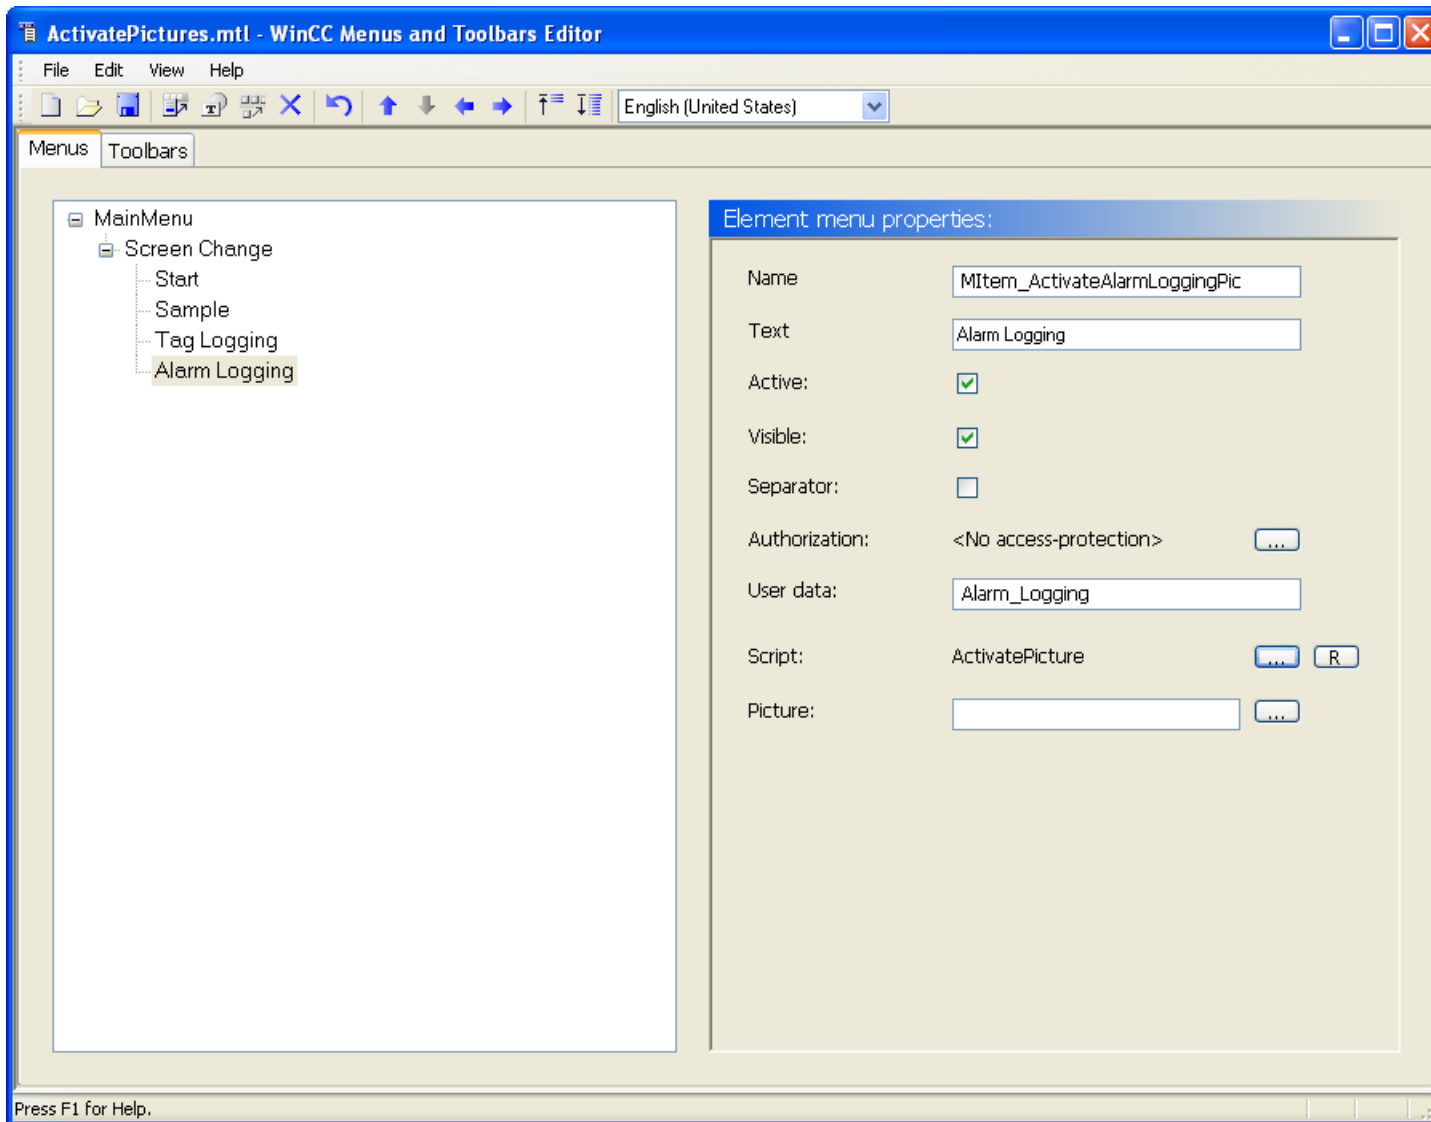 ActivatePictures.mtl - WinCC Menus and Toolbars Editor
File Edit View Help
English (United States)
Menus Toolbars
MainMenu
Screen Change
Start
Sample
Tag Logging
Alarm Logging
Element menu properties:
Name MItem_ActivateAlarmLoggingPic
Text Alarm Logging
Active:
Visible:
Separator:
Authorization: <No access-protection> ...
User data: Alarm_Logging
Script: ActivatePicture ... R
Picture: ...
Press F1 for Help.